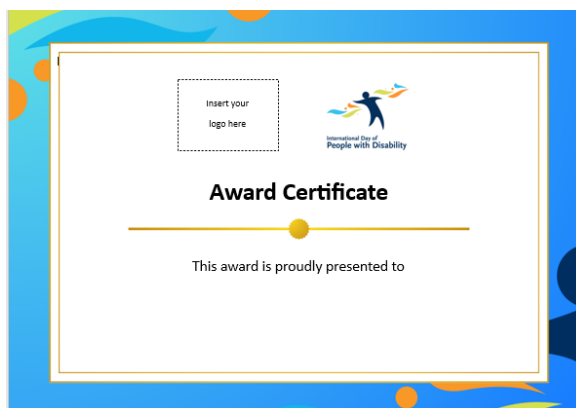 Insert your
logo here
International Day of
People with Disability
Award Certificate
This award is proudly presented to